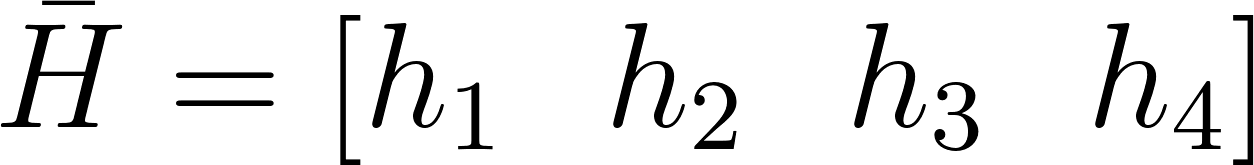 H̄ = [h₁ h₂ h₃ h₄]